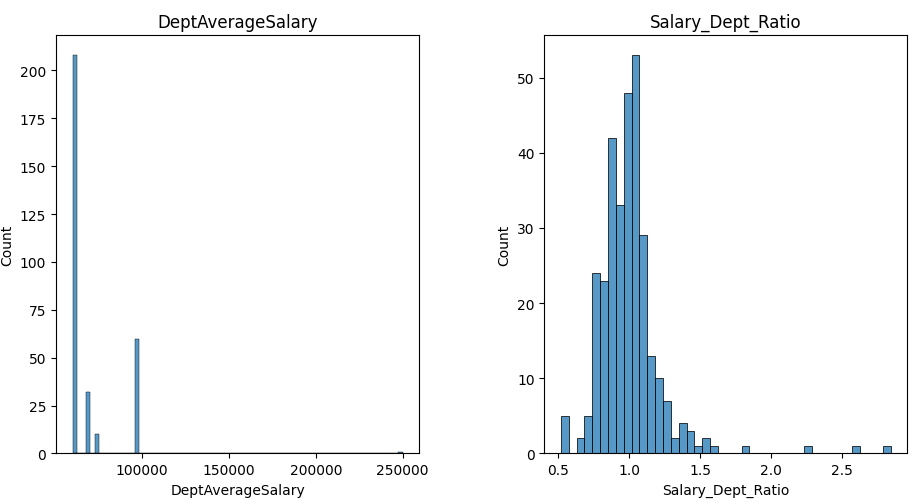 DeptAverageSalary
Count
200
175
150
125
100
75
50
25
0
100000 150000 200000 250000
DeptAverageSalary
Salary_Dept_Ratio
Count
50
40
30
20
10
0
0.5 1.0 1.5 2.0 2.5
Salary_Dept_Ratio